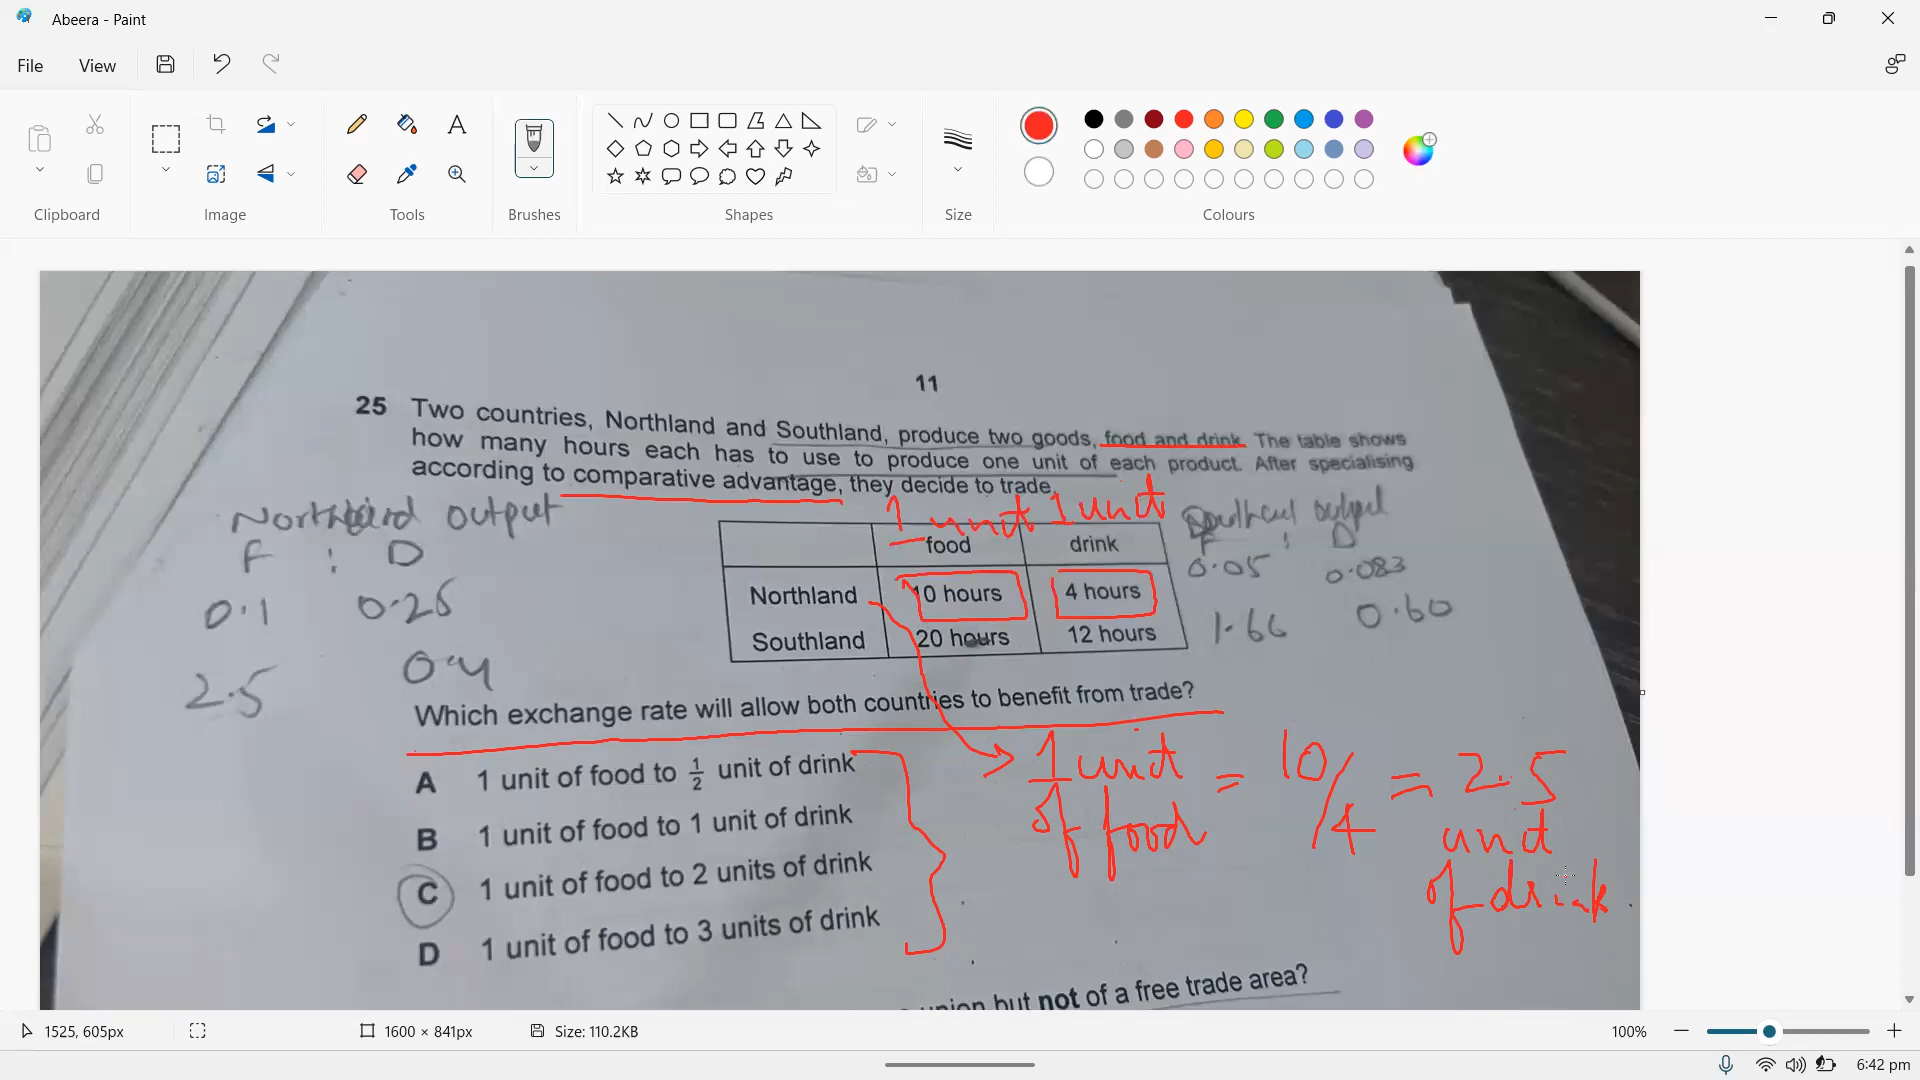 Abeera - Paint
File View
Clipboard Image Tools Brushes Shapes Size Colours
11
25 Two countries, Northland and Southland, produce two goods, food and drink. The table shows
how many hours each has to use to produce one unit of each product. After specialising
according to comparative advantage, they decide to trade.
Northland output
F : D
0.1 0.25
2.5 0.4
1 unit 1 unit
food drink
Northland 10 hours 4 hours
Southland 20 hours 12 hours
output
F : D
0.05 0.083
1.66 0.60
Which exchange rate will allow both countries to benefit from trade?
A 1 unit of food to 1/2 unit of drink
B 1 unit of food to 1 unit of drink
C 1 unit of food to 2 units of drink
D 1 unit of food to 3 units of drink
1 unit of food = 10/4 = 2.5 unit of drink
union but not of a free trade area?
1525, 605px 1600 × 841px Size: 110.2KB 100%
6:42 pm